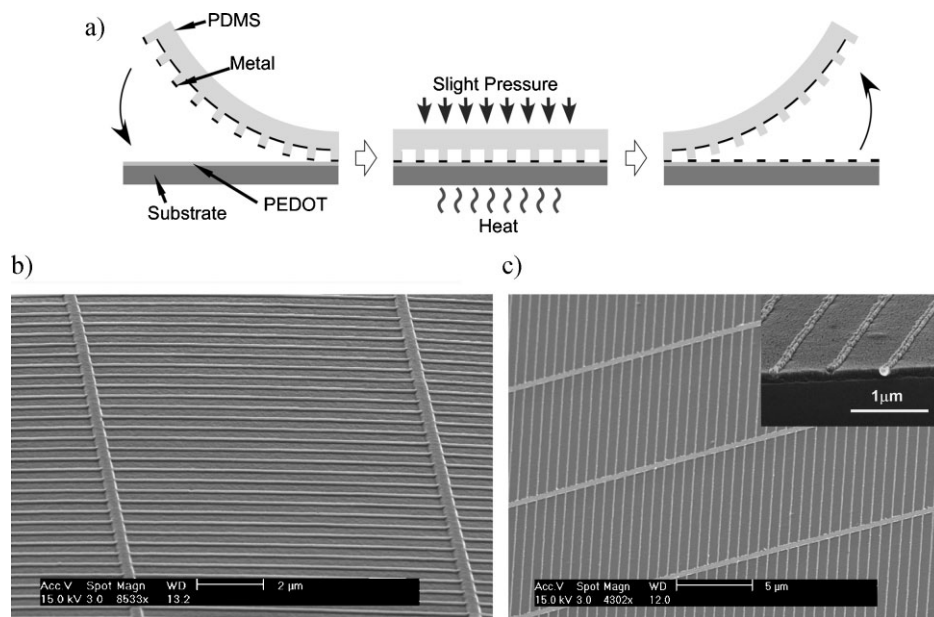 a)
PDMS
Metal
Substrate
PEDOT
Slight Pressure
Heat
b)
c)
Acc.V Spot Magn WD 2 μm
15.0 kV 3.0 8533x 13.2
1μm
Acc.V Spot Magn WD 5 μm
15.0 kV 3.0 4302x 12.0